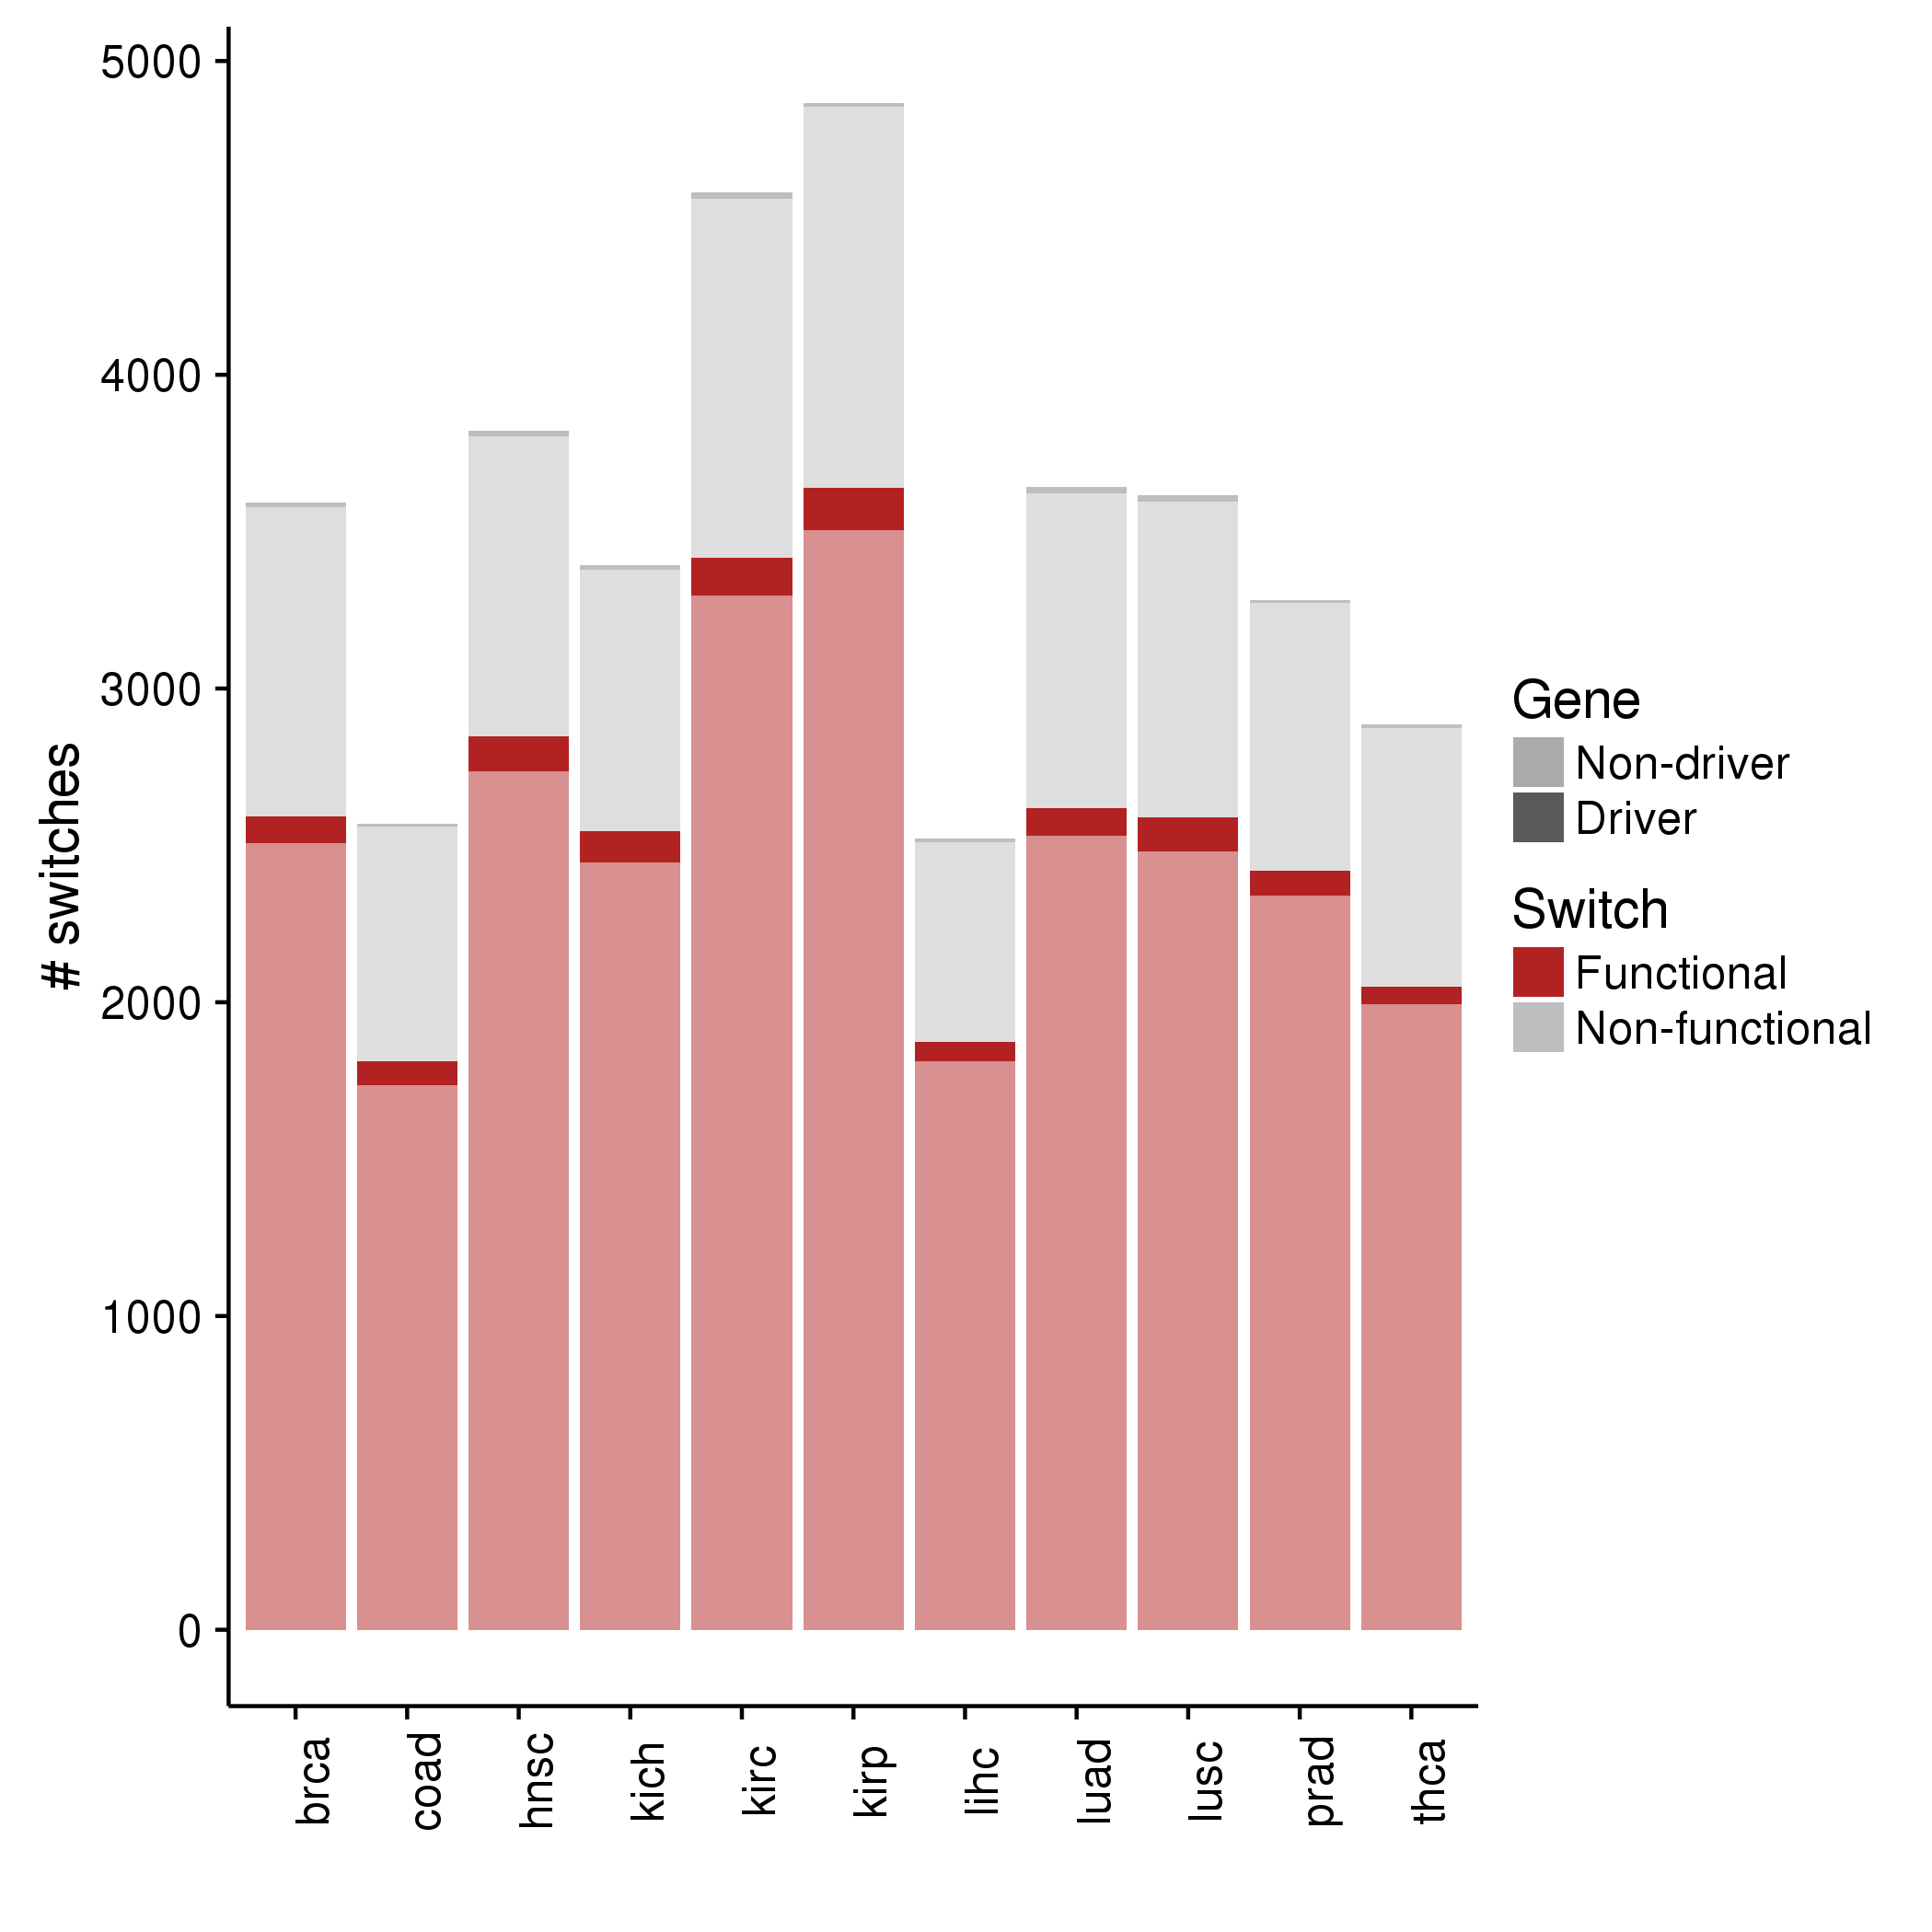 5000
4000
3000
2000
1000
0
# switches
brca
coad
hnsc
kich
kirc
kirp
lihc
luad
lusc
prad
thca
Gene
Non-driver
Driver
Switch
Functional
Non-functional